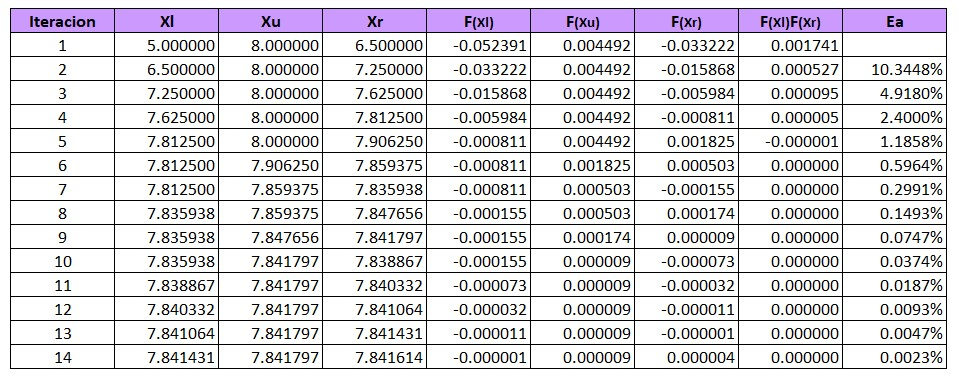 Iteracion Xl Xu Xr F(Xl) F(Xu) F(Xr) F(Xl)F(Xr) Ea
1 5.000000 8.000000 6.500000 -0.052391 0.004492 -0.033222 0.001741
2 6.500000 8.000000 7.250000 -0.033222 0.004492 -0.015868 0.000527 10.3448%
3 7.250000 8.000000 7.625000 -0.015868 0.004492 -0.005984 0.000095 4.9180%
4 7.625000 8.000000 7.812500 -0.005984 0.004492 -0.000811 0.000005 2.4000%
5 7.812500 8.000000 7.906250 -0.000811 0.004492 0.001825 -0.000001 1.1858%
6 7.812500 7.906250 7.859375 -0.000811 0.001825 0.000503 0.000000 0.5964%
7 7.812500 7.859375 7.835938 -0.000811 0.000503 -0.000155 0.000000 0.2991%
8 7.835938 7.859375 7.847656 -0.000155 0.000503 0.000174 0.000000 0.1493%
9 7.835938 7.847656 7.841797 -0.000155 0.000174 0.000009 0.000000 0.0747%
10 7.835938 7.841797 7.838867 -0.000155 0.000009 -0.000073 0.000000 0.0374%
11 7.838867 7.841797 7.840332 -0.000073 0.000009 -0.000032 0.000000 0.0187%
12 7.840332 7.841797 7.841064 -0.000032 0.000009 -0.000011 0.000000 0.0093%
13 7.841064 7.841797 7.841431 -0.000011 0.000009 -0.000001 0.000000 0.0047%
14 7.841431 7.841797 7.841614 -0.000001 0.000009 0.000004 0.000000 0.0023%